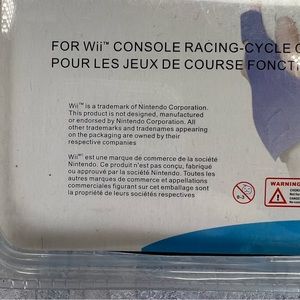 FOR Wii™ CONSOLE RACING-CYCLE
POUR LES JEUX DE COURSE FONCTI
Wii™ is a trademark of Nintendo Corporation.
This product is not designed, manufactured
or endorsed by Nintendo Corporation. All
other trademarks and tradenames appearing
on the packaging are owned by their
respective companies
Wii™ est une marque de commerce de la société
Nintendo. Ce produit n'est pas conçu, fabriqué
ou approuvé par la société Nintendo. Toutes les
autres marques de commerce et appellations
commerciales figurant sur cet emballage sont
la propriété de leurs sociétés respectives
0-3
WARNING